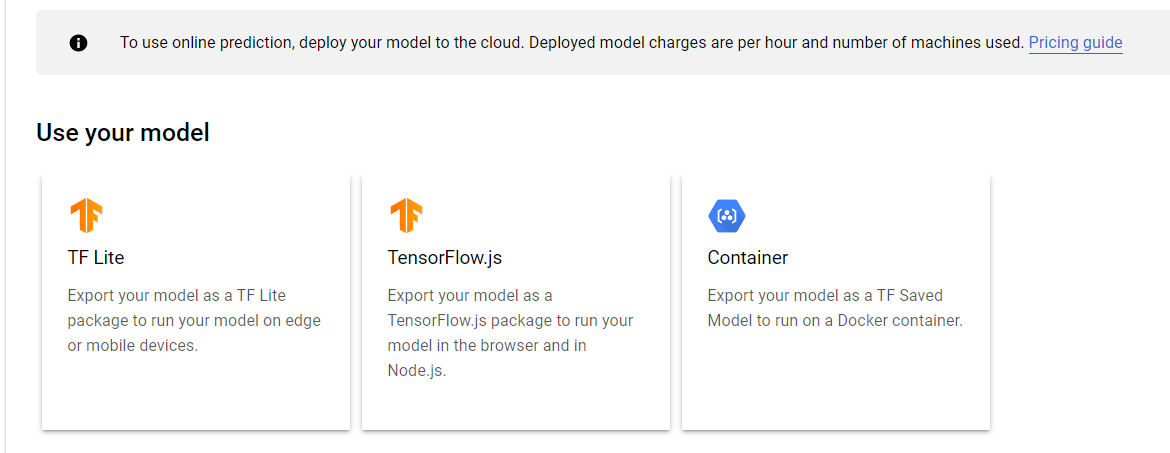 To use online prediction, deploy your model to the cloud. Deployed model charges are per hour and number of machines used. Pricing guide
Use your model
TF Lite
Export your model as a TF Lite
package to run your model on edge
or mobile devices.
TensorFlow.js
Export your model as a
TensorFlow.js package to run your
model in the browser and in
Node.js.
Container
Export your model as a TF Saved
Model to run on a Docker container.